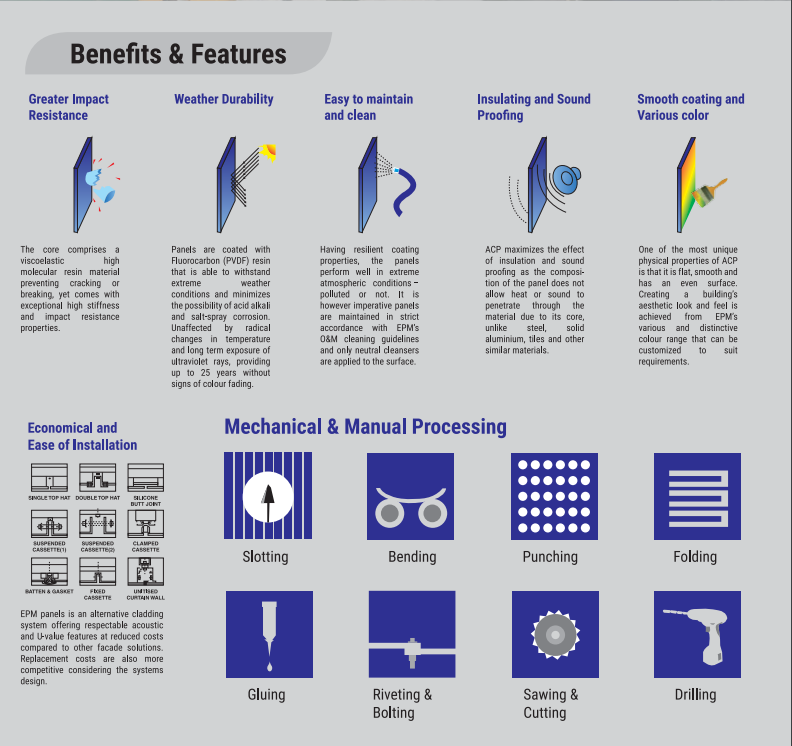 Benefits & Features
Greater Impact
Resistance
The core comprises a
viscoelastic high
molecular resin material
preventing cracking or
breaking, yet comes with
exceptional high stiffness
and impact resistance
properties.
Weather Durability
Panels are coated with
Fluorocarbon (PVDF) resin
that is able to withstand
extreme weather
conditions and minimizes
the possibility of acid alkali
and salt-spray corrosion.
Unaffected by radical
changes in temperature
and long term exposure of
ultraviolet rays, providing
up to 25 years without
signs of colour fading.
Easy to maintain
and clean
Having resilient coating
properties, the panels
perform well in extreme
atmospheric conditions –
polluted or not. It is
however imperative panels
are maintained in strict
accordance with EPM's
O&M cleaning guidelines
and only neutral cleansers
are applied to the surface.
Insulating and Sound
Proofing
ACP maximizes the effect
of insulation and sound
proofing as the composi-
tion of the panel does not
allow heat or sound to
penetrate through the
material due to its core,
unlike steel, solid
aluminium, tiles and other
similar materials.
Smooth coating and
Various color
One of the most unique
physical properties of ACP
is that it is flat, smooth and
has an even surface.
Creating a building's
aesthetic look and feel is
achieved from EPM's
various and distinctive
colour range that can be
customized to suit
requirements.
Economical and
Ease of Installation
SINGLE TOP HAT
DOUBLE TOP HAT
SILICONE
BUTT JOINT
SUSPENDED
CASSETTE(1)
SUSPENDED
CASSETTE(2)
CLAMPED
CASSETTE
BATTEN & GASKET
FIXED
CASSETTE
UNITISED
CURTAIN WALL
EPM panels is an alternative cladding
system offering respectable acoustic
and U-value features at reduced costs
compared to other facade solutions.
Replacement costs are also more
competitive considering the systems
design.
Mechanical & Manual Processing
Slotting
Bending
Punching
Folding
Gluing
Riveting &
Bolting
Sawing &
Cutting
Drilling